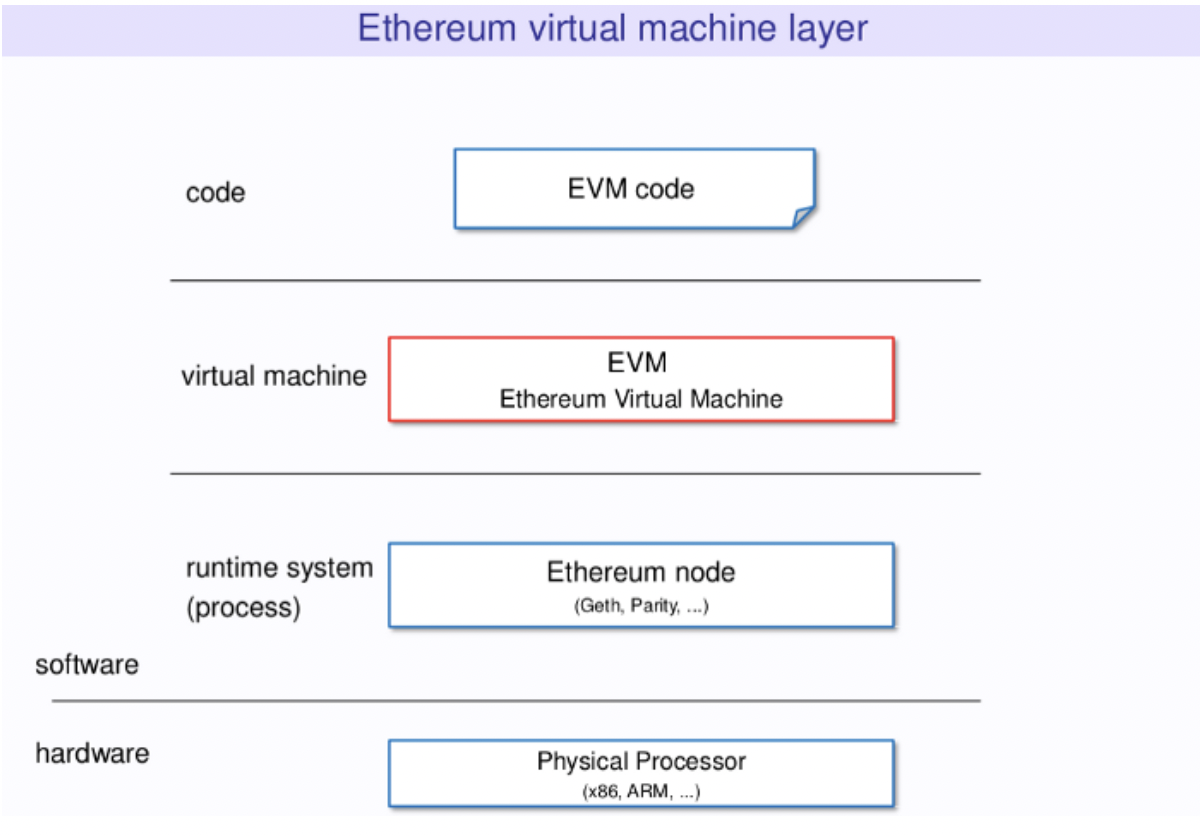 Ethereum virtual machine layer
code
EVM code
virtual machine
EVM
Ethereum Virtual Machine
runtime system
(process)
Ethereum node
(Geth, Parity, ...)
software
hardware
Physical Processor
(x86, ARM, ...)